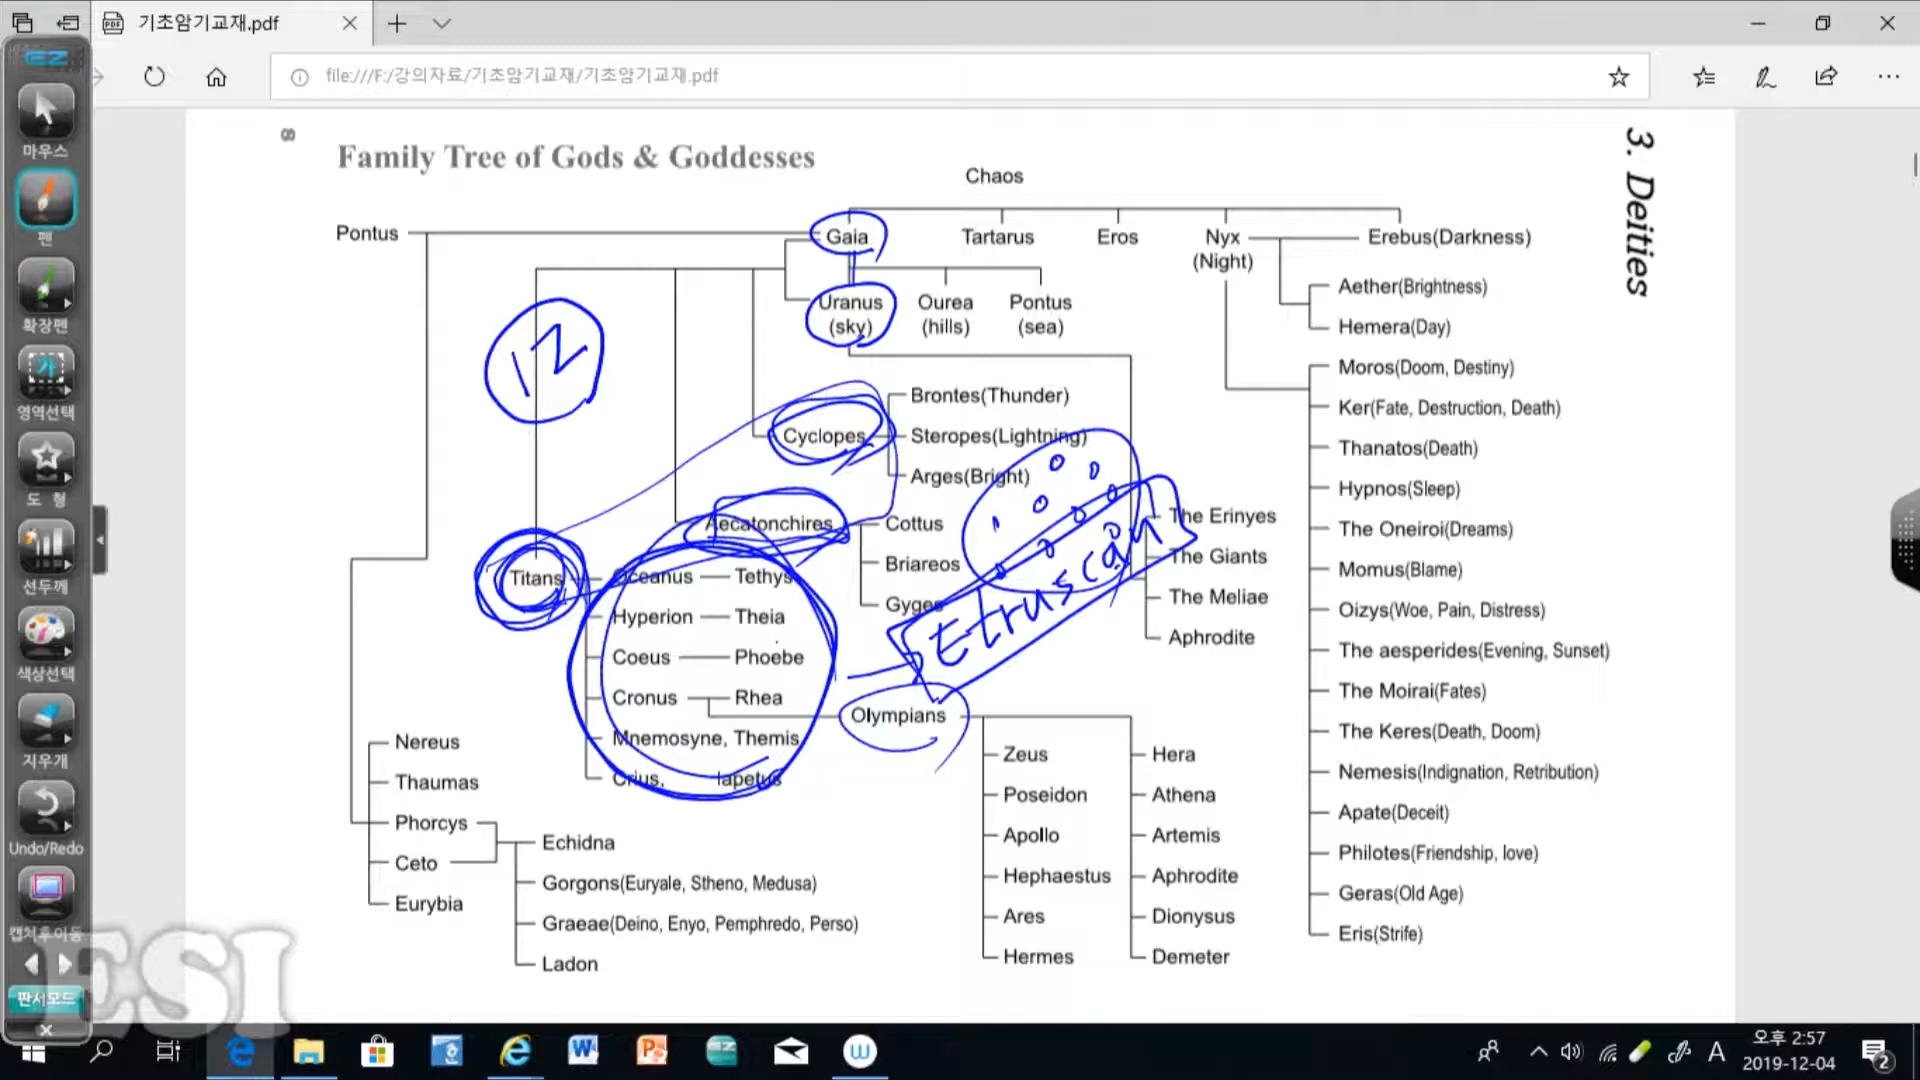 기초암기교재.pdf
file:///F:/강의자료/기초암기교재/기초암기교재.pdf
EZ
마우스
펜
확장펜
영역선택
도 형
선두께
색상선택
지우개
Undo/Redo
캡처후이동
판서모드
ESI
8
Family Tree of Gods & Goddesses
3. Deities
Chaos
Pontus
Gaia
Tartarus
Eros
Nyx
(Night)
Erebus(Darkness)
Aether(Brightness)
Hemera(Day)
Uranus
(sky)
Ourea
(hills)
Pontus
(sea)
12
Moros(Doom, Destiny)
Ker(Fate, Destruction, Death)
Thanatos(Death)
Hypnos(Sleep)
The Oneiroi(Dreams)
Momus(Blame)
Oizys(Woe, Pain, Distress)
The aesperides(Evening, Sunset)
The Moirai(Fates)
The Keres(Death, Doom)
Nemesis(Indignation, Retribution)
Apate(Deceit)
Philotes(Friendship, love)
Geras(Old Age)
Eris(Strife)
Cyclopes
Brontes(Thunder)
Steropes(Lightning)
Arges(Bright)
Aecatonchires
Cottus
Briareos
Gyges
Etruscan
The Erinyes
The Giants
The Meliae
Aphrodite
Titans
Oceanus
Tethys
Hyperion
Theia
Coeus
Phoebe
Cronus
Rhea
Mnemosyne, Themis
Crius,
Iapetus
Olympians
Zeus
Poseidon
Apollo
Hephaestus
Ares
Hermes
Hera
Athena
Artemis
Aphrodite
Dionysus
Demeter
Nereus
Thaumas
Phorcys
Ceto
Eurybia
Echidna
Gorgons(Euryale, Stheno, Medusa)
Graeae(Deino, Enyo, Pemphredo, Perso)
Ladon
A
오후 2:57
2019-12-04
2